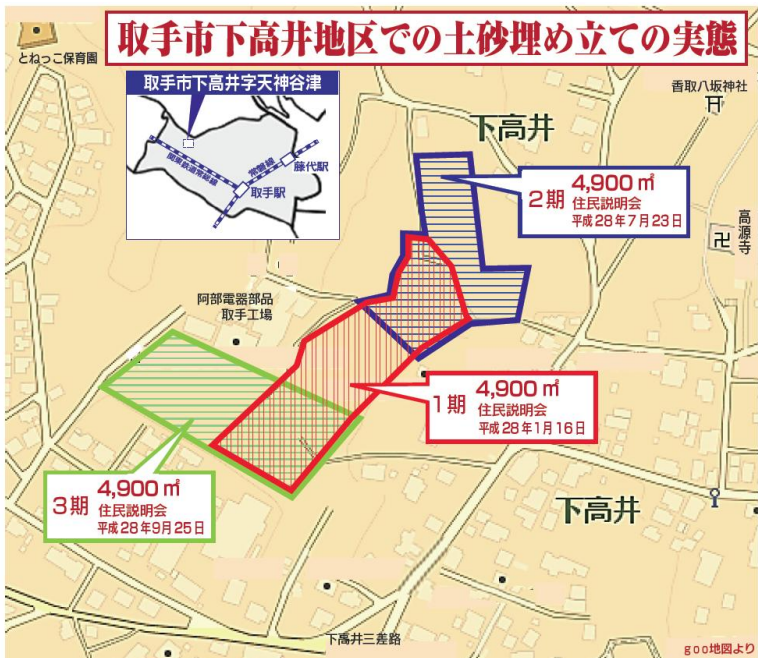 取手市下高井地区での土砂埋め立ての実態
とねっこ保育園
取手市下高井字天神谷津
関東鉄道常総線
常磐線
取手駅
藤代駅
下高井
香取八坂神社
高源寺
2期
4,900㎡
住民説明会
平成28年7月23日
阿部電器部品
取手工場
1期
4,900㎡
住民説明会
平成28年1月16日
3期
4,900㎡
住民説明会
平成28年9月25日
下高井
下高井三差路
goo地図より